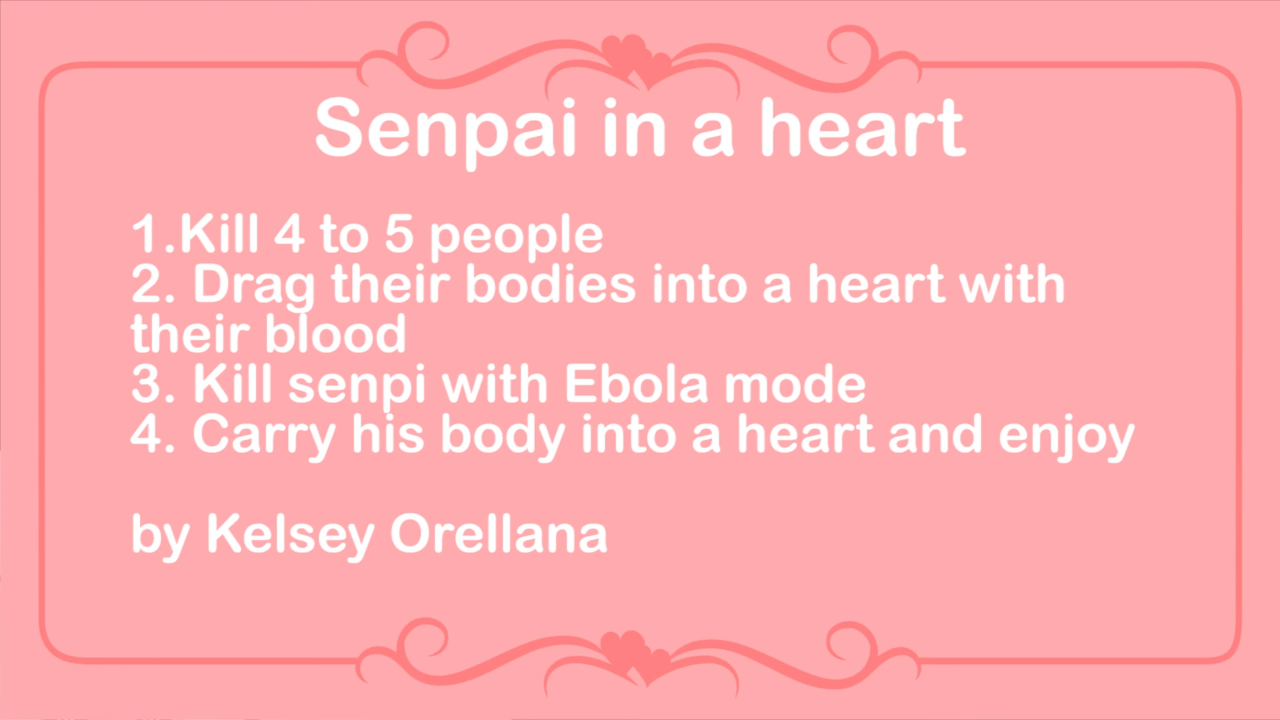 Senpai in a heart
1.Kill 4 to 5 people
2. Drag their bodies into a heart with
their blood
3. Kill senpi with Ebola mode
4. Carry his body into a heart and enjoy
by Kelsey Orellana